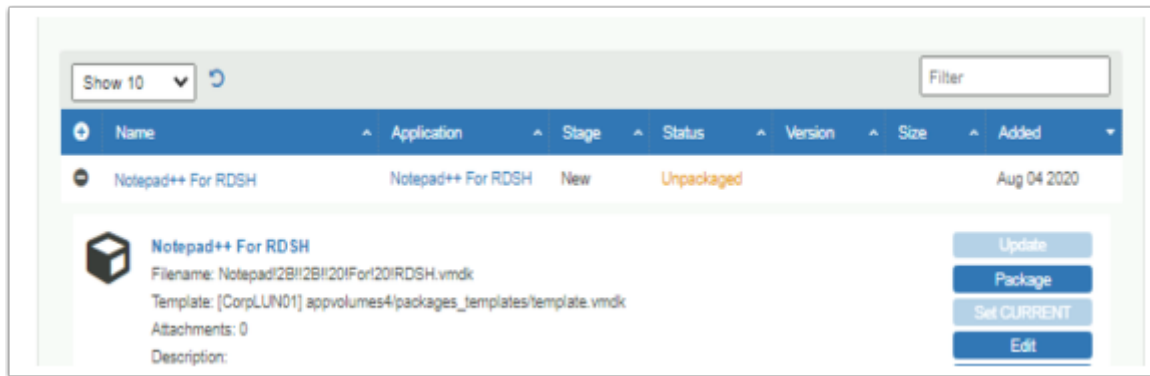 Show 10
Filter
Name Application Stage Status Version Size Added
Notepad++ For RDSH Notepad++ For RDSH New Unpackaged Aug 04 2020
Notepad++ For RDSH
Update
Filename: Notepad!2B!!2B!!20!For!20!RDSH.vmdk
Package
Template: [CorpLUN01] appvolumes4/packages_templates/template.vmdk
Set CURRENT
Attachments: 0
Edit
Description: